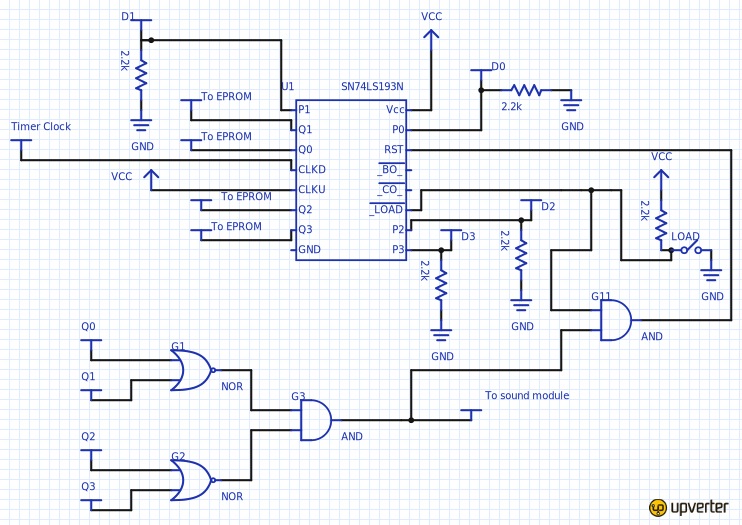 D1
VCC
2.2k
D0
U1
SN74LS193N
To EPROM
P1
Vcc
2.2k
Q1
P0
GND
Timer Clock
To EPROM
Q0
RST
GND
VCC
CLKD
_BO_
VCC
CLKU
_CO_
To EPROM
Q2
_LOAD
D2
2.2k
To EPROM
Q3
P2
D3
2.2k
LOAD
GND
P3
2.2k
GND
G11
GND
Q0
GND
AND
G1
Q1
NOR
G3
To sound module
Q2
AND
G2
Q3
NOR
upverter